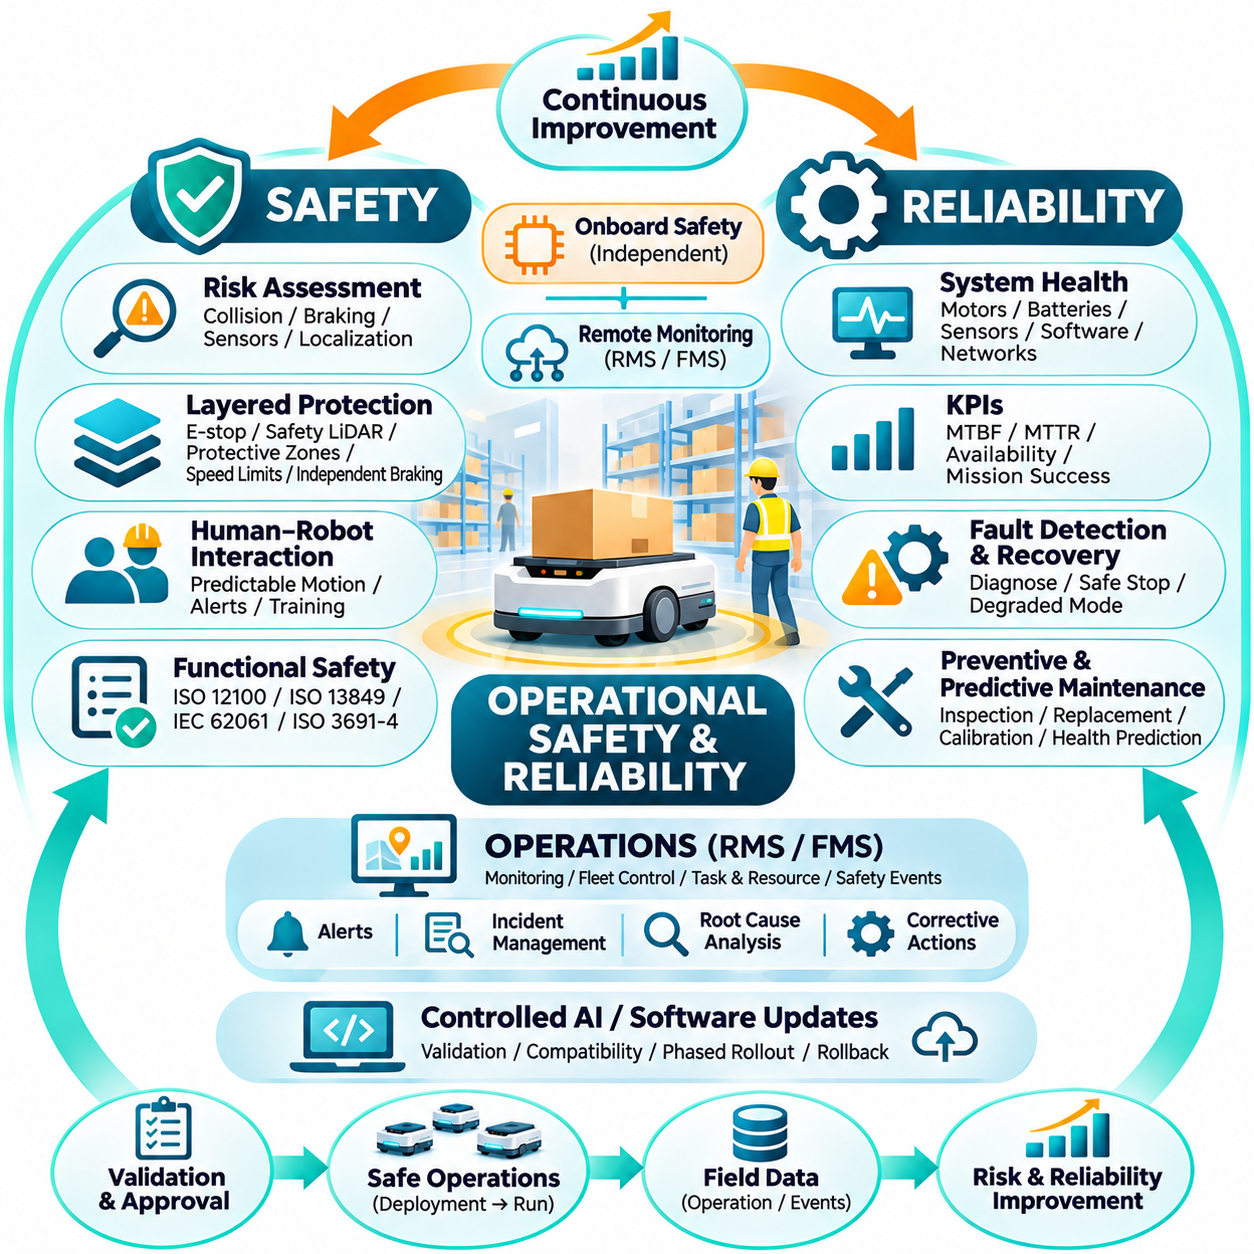 Continuous
Improvement
SAFETY
Risk Assessment
Collision / Braking /
Sensors / Localization
Layered Protection
E-stop / Safety LiDAR /
Protective Zones /
Speed Limits / Independent Braking
Human–Robot
Interaction
Predictable Motion /
Alerts / Training
Functional Safety
ISO 12100 / ISO 13849 /
IEC 62061 / ISO 3691-4
Onboard Safety
(Independent)
Remote Monitoring
(RMS / FMS)
RELIABILITY
System Health
Motors / Batteries /
Sensors / Software /
Networks
KPIs
MTBF / MTTR /
Availability /
Mission Success
Fault Detection
& Recovery
Diagnose / Safe Stop /
Degraded Mode
Preventive &
Predictive Maintenance
Inspection / Replacement /
Calibration / Health Prediction
OPERATIONAL
SAFETY &
RELIABILITY
OPERATIONS (RMS / FMS)
Monitoring / Fleet Control / Task & Resource / Safety Events
Alerts
Incident
Management
Root Cause
Analysis
Corrective
Actions
</>
Controlled AI / Software Updates
Validation / Compatibility / Phased Rollout / Rollback
Validation
& Approval
Safe Operations
(Deployment → Run)
Field Data
(Operation / Events)
Risk & Reliability
Improvement